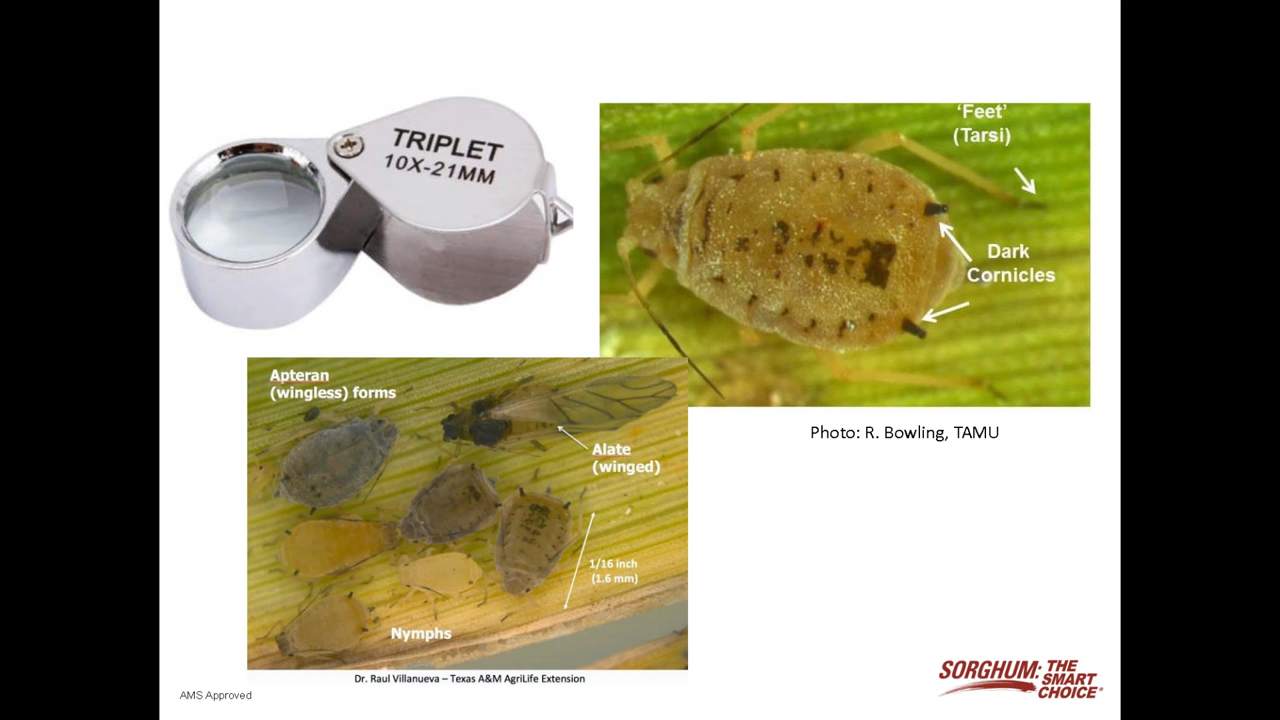 TRIPLET
10X-21MM
'Feet'
(Tarsi)
Dark
Cornicles
Photo: R. Bowling, TAMU
Apteran
(wingless) forms
Alate
(winged)
1/16 inch
(1.6 mm)
Nymphs
Dr. Raul Villanueva – Texas A&M AgriLife Extension
AMS Approved
SORGHUM: THE
SMART
CHOICE®